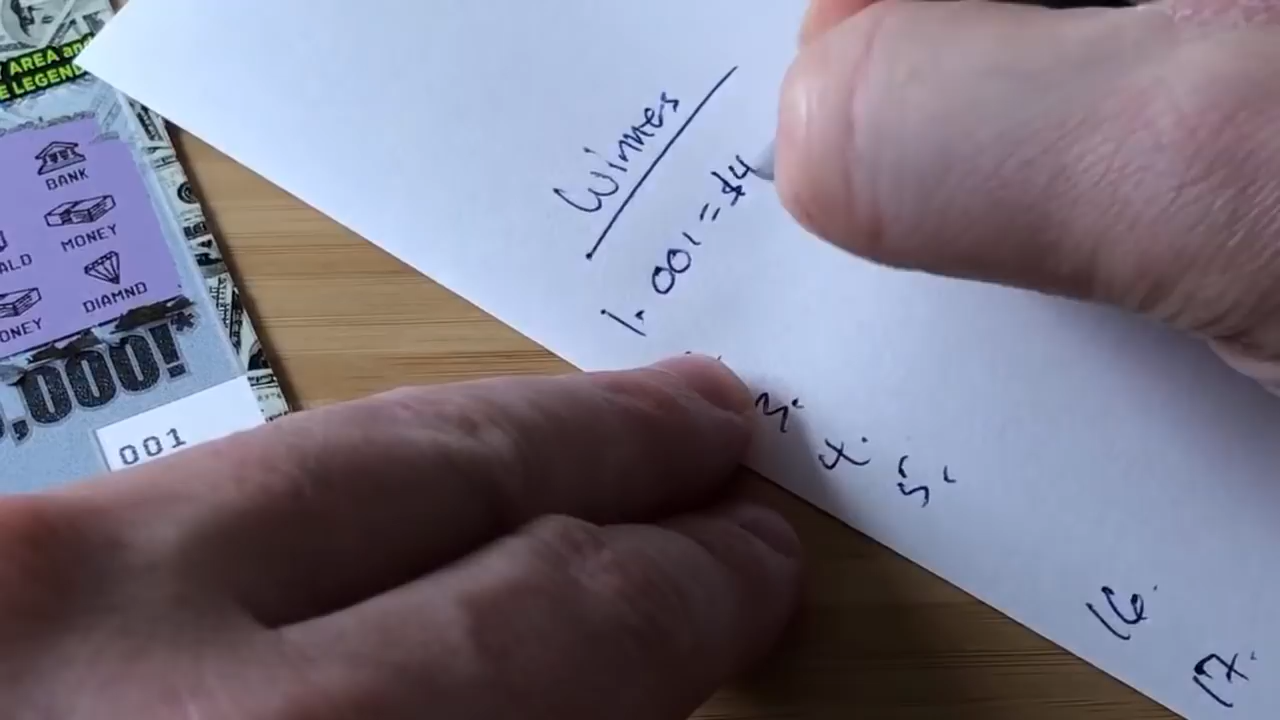 AREA and
E LEGEND
BANK
MONEY
ALD
DIAMND
ONEY
,000!*
001
Winners
1. 001 = $4
3.
4.
5.
16.
17.